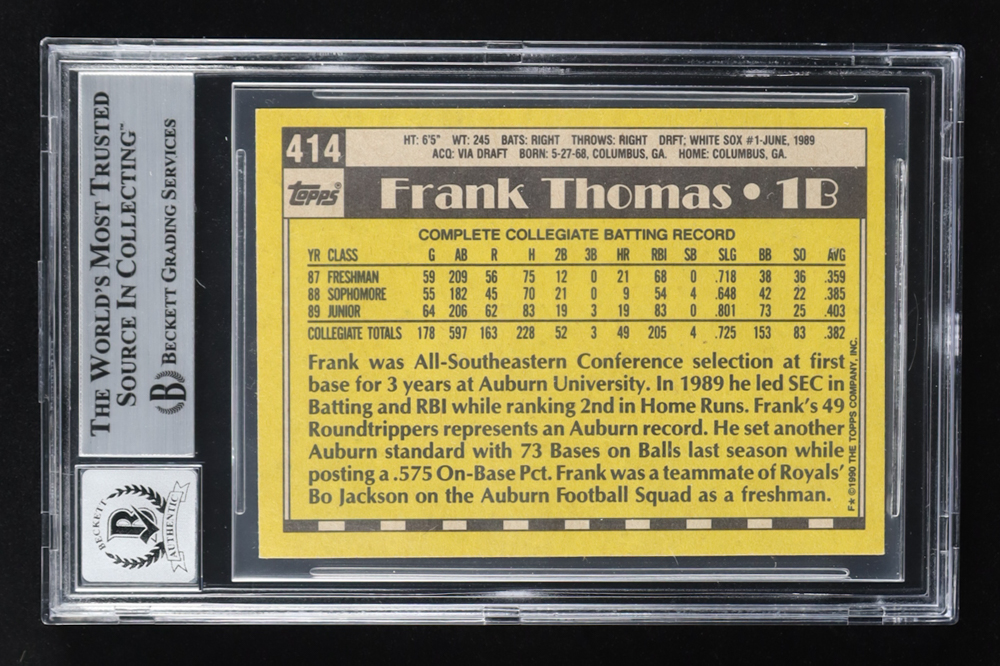 THE WORLD'S MOST TRUSTED
SOURCE IN COLLECTING™
BECKETT GRADING SERVICES
B
BECKETT
AUTHENTIC
414
HT: 6'5" WT: 245 BATS: RIGHT THROWS: RIGHT DRFT: WHITE SOX #1-JUNE, 1989
ACQ: VIA DRAFT BORN: 5-27-68, COLUMBUS, GA. HOME: COLUMBUS, GA.
Topps®
Frank Thomas • 1B
COMPLETE COLLEGIATE BATTING RECORD
YR CLASS G AB R H 2B 3B HR RBI SB SLG BB SO AVG
87 FRESHMAN 59 209 56 75 12 0 21 68 0 .718 38 36 .359
88 SOPHOMORE 55 182 45 70 21 0 9 54 4 .648 42 22 .385
89 JUNIOR 64 206 62 83 19 3 19 83 0 .801 73 25 .403
COLLEGIATE TOTALS 178 597 163 228 52 3 49 205 4 .725 153 83 .382
Frank was All-Southeastern Conference selection at first
base for 3 years at Auburn University. In 1989 he led SEC in
Batting and RBI while ranking 2nd in Home Runs. Frank's 49
Roundtrippers represents an Auburn record. He set another
Auburn standard with 73 Bases on Balls last season while
posting a .575 On-Base Pct. Frank was a teammate of Royals'
Bo Jackson on the Auburn Football Squad as a freshman.
F★ ©1990 THE TOPPS COMPANY, INC.